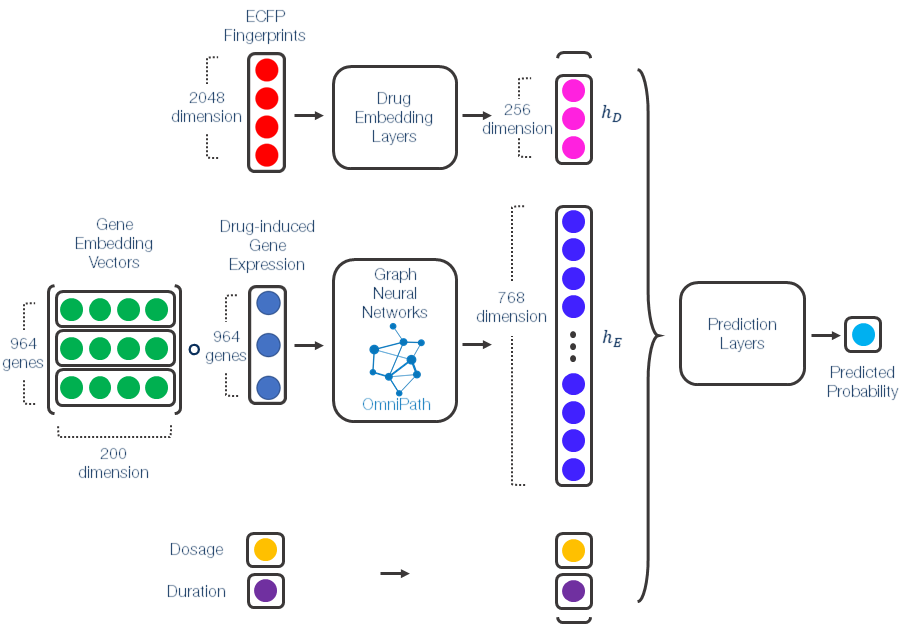 ECFP
Fingerprints
2048
dimension
Drug
Embedding
Layers
256
dimension
h_D
Gene
Embedding
Vectors
964
genes
200
dimension
Drug-induced
Gene
Expression
964
genes
Graph
Neural
Networks
OmniPath
768
dimension
h_E
Prediction
Layers
Predicted
Probability
Dosage
Duration